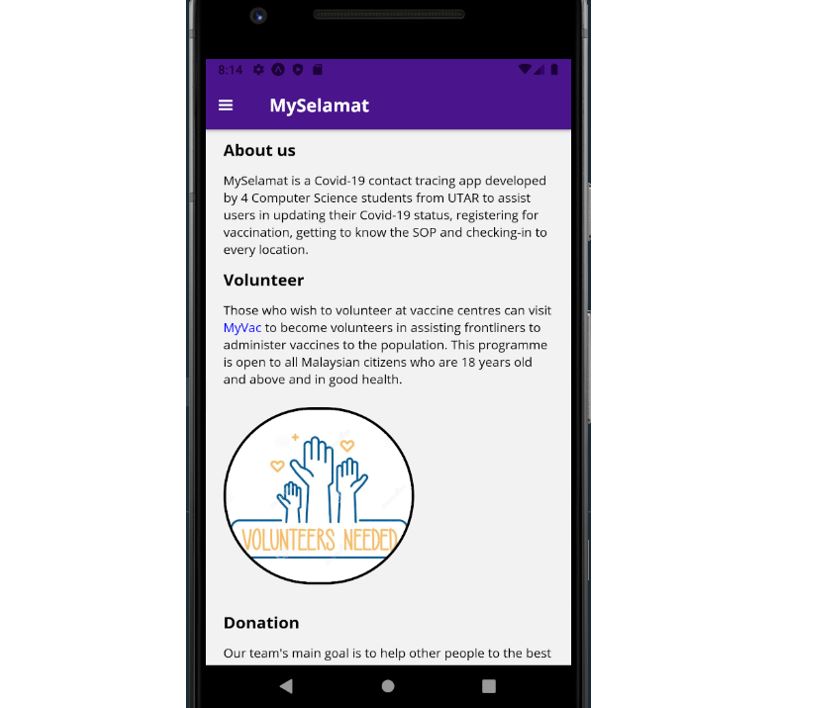 8:14
MySelamat
About us
MySelamat is a Covid-19 contact tracing app developed
by 4 Computer Science students from UTAR to assist
users in updating their Covid-19 status, registering for
vaccination, getting to know the SOP and checking-in to
every location.
Volunteer
Those who wish to volunteer at vaccine centres can visit
MyVac to become volunteers in assisting frontliners to
administer vaccines to the population. This programme
is open to all Malaysian citizens who are 18 years old
and above and in good health.
VOLUNTEERS NEEDED
Donation
Our team's main goal is to help other people to the best